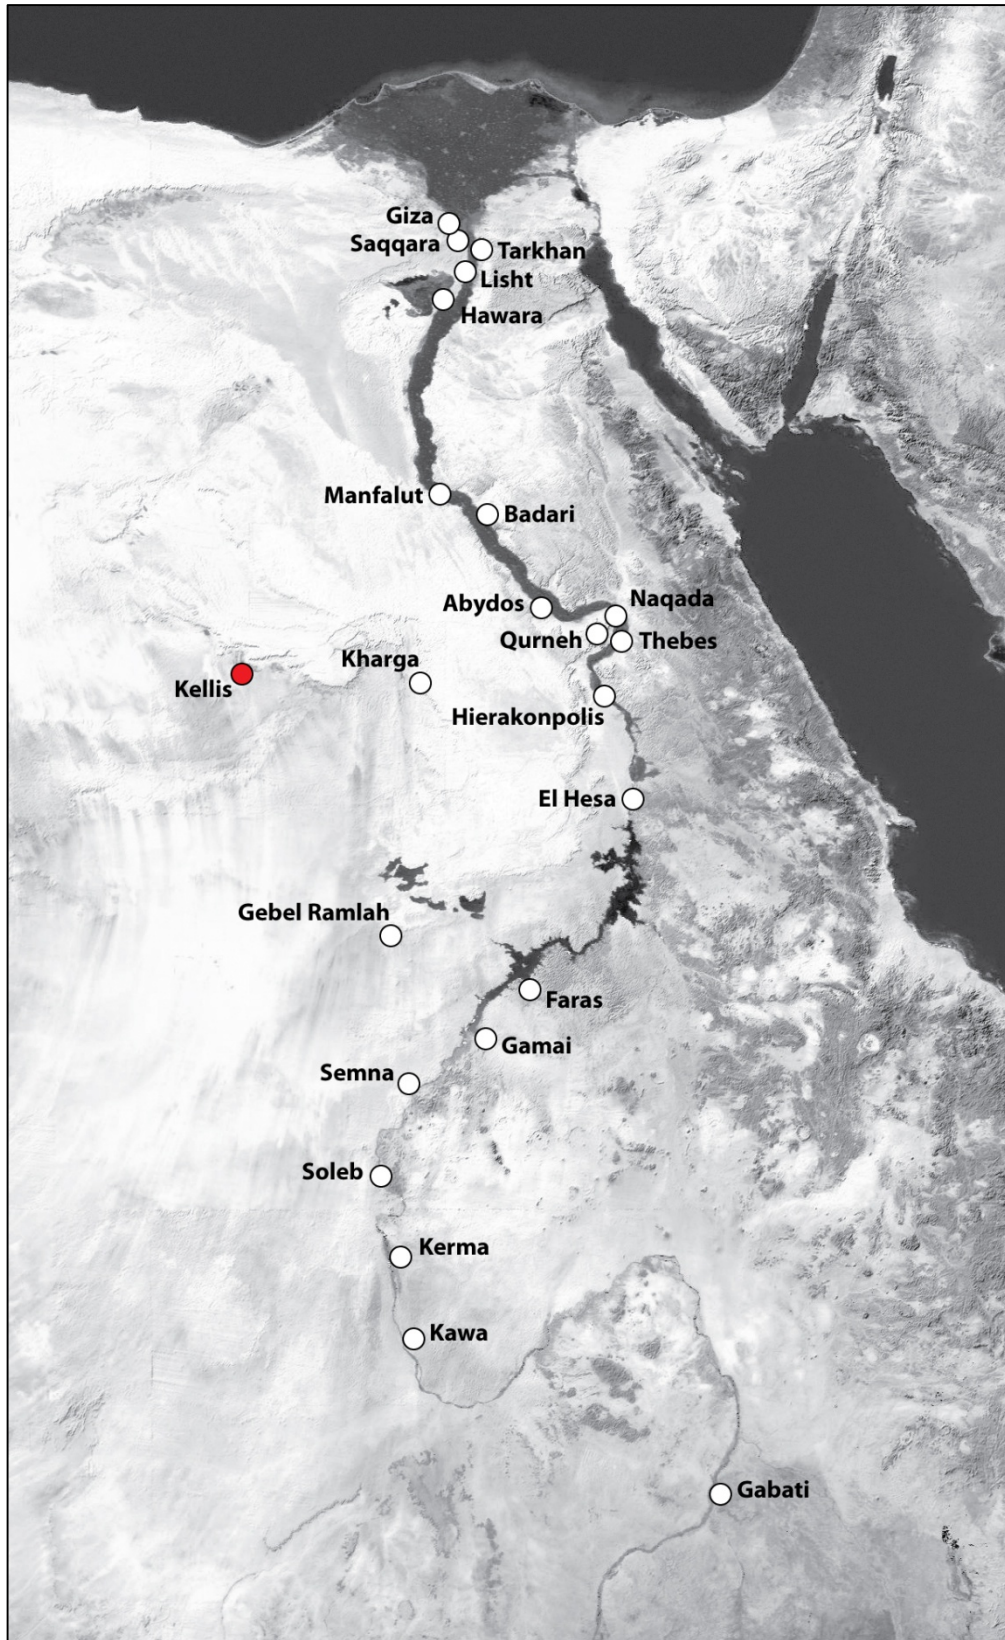 Giza
Saqqara
Tarkhan
Lisht
Hawara
Manfalut
Badari
Abydos
Naqada
Qurneh
Thebes
Kharga
Kellis
Hierakonpolis
El Hesa
Gebel Ramlah
Faras
Gamai
Semna
Soleb
Kerma
Kawa
Gabati